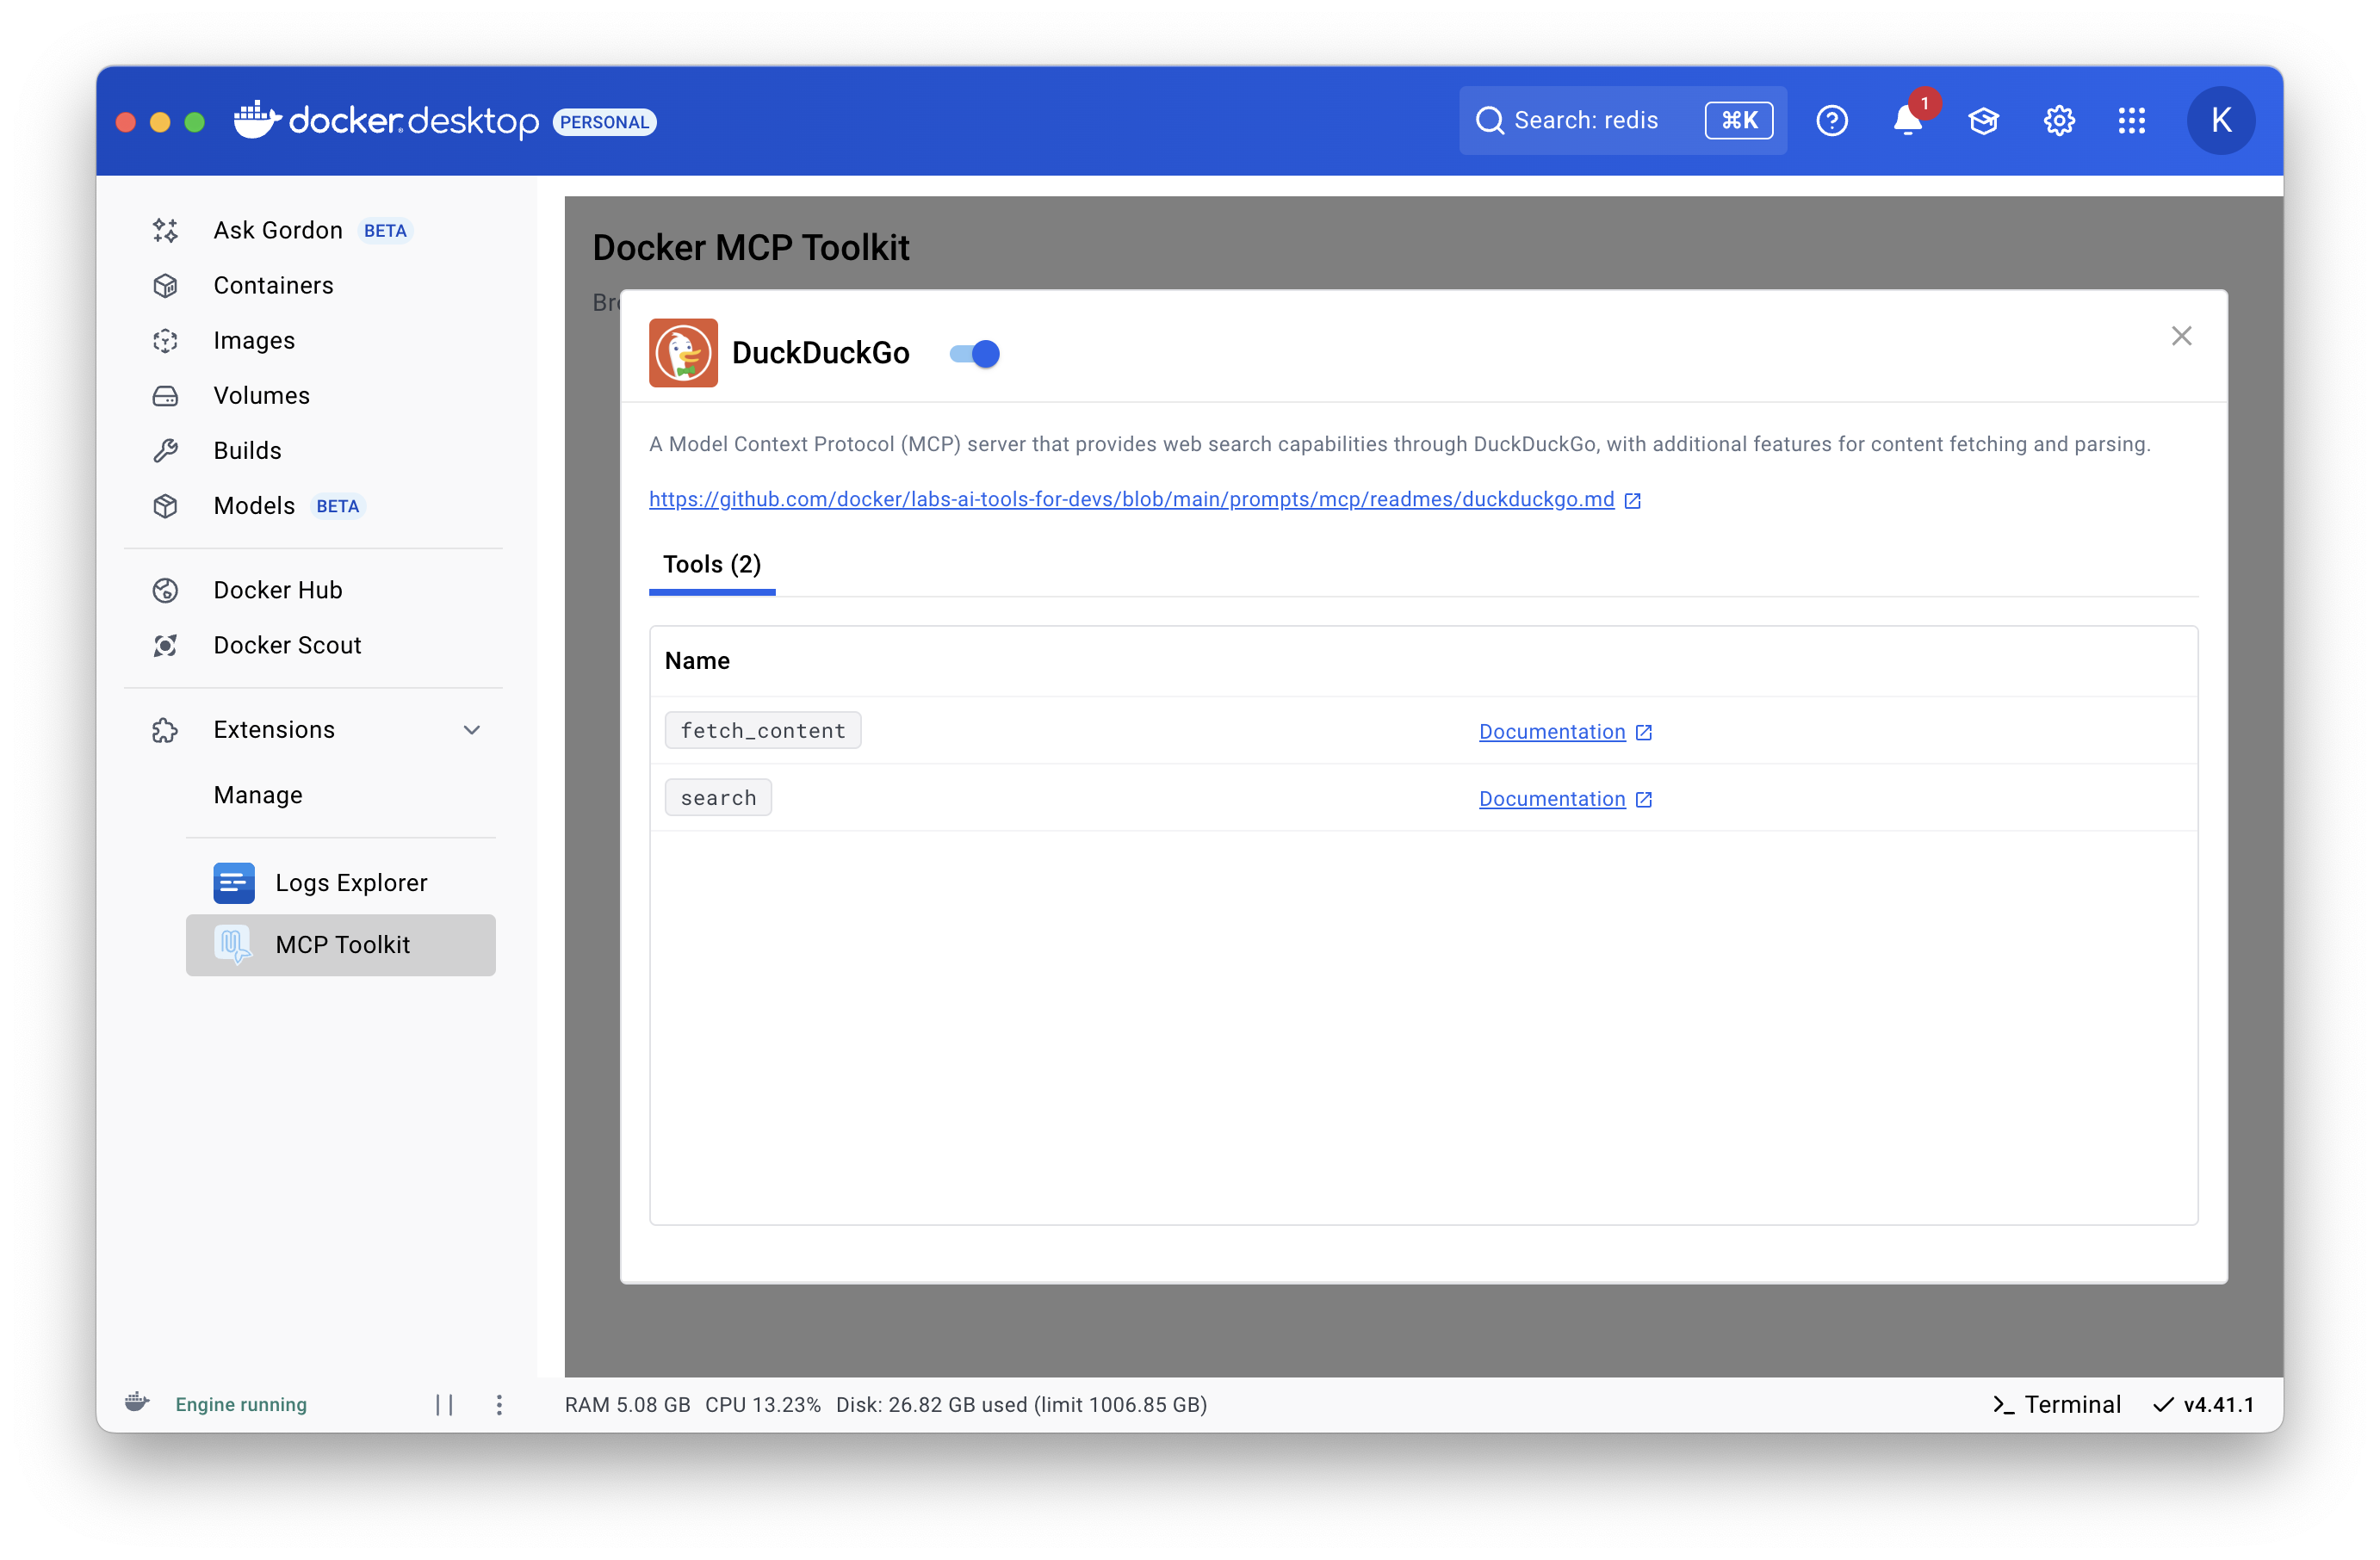 docker desktop PERSONAL
Search: redis ⌘K
1
K
Ask Gordon BETA
Containers
Images
Volumes
Builds
Models BETA
Docker Hub
Docker Scout
Extensions
Manage
Logs Explorer
MCP Toolkit
Docker MCP Toolkit
DuckDuckGo
A Model Context Protocol (MCP) server that provides web search capabilities through DuckDuckGo, with additional features for content fetching and parsing.
https://github.com/docker/labs-ai-tools-for-devs/blob/main/prompts/mcp/readmes/duckduckgo.md
Tools (2)
Name
fetch_content Documentation
search Documentation
Engine running
RAM 5.08 GB CPU 13.23% Disk: 26.82 GB used (limit 1006.85 GB)
Terminal
v4.41.1